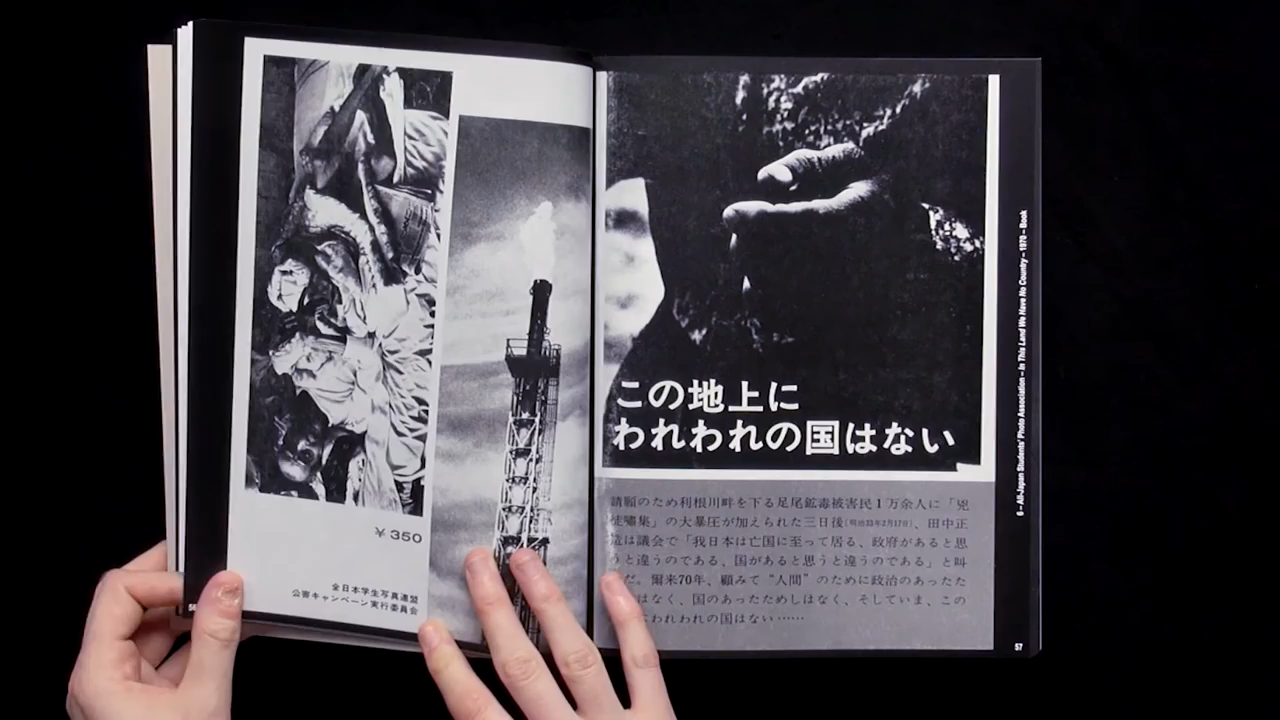 ¥350
全日本学生写真連盟
公害キャンペーン実行委員会
56
この地上に
われわれの国はない
請願のため利根川畔を下る足尾鉱毒被害民1万余人に「兇
徒嘯集」の大暴圧が加えられた三日後(明治33年2月17日)、田中正
造は議会で「我日本は亡国に至って居る、政府があると思
うと違うのである、国があると思うと違うのである」と叫
だ。爾来70年、顧みて“人間”のために政治のあったた
はなく、国のあったためしはなく、そしていま、この
にわれわれの国はない……
6 – All-Japan Students' Photo Association – In This Land We Have No Country – 1970 – Book
57